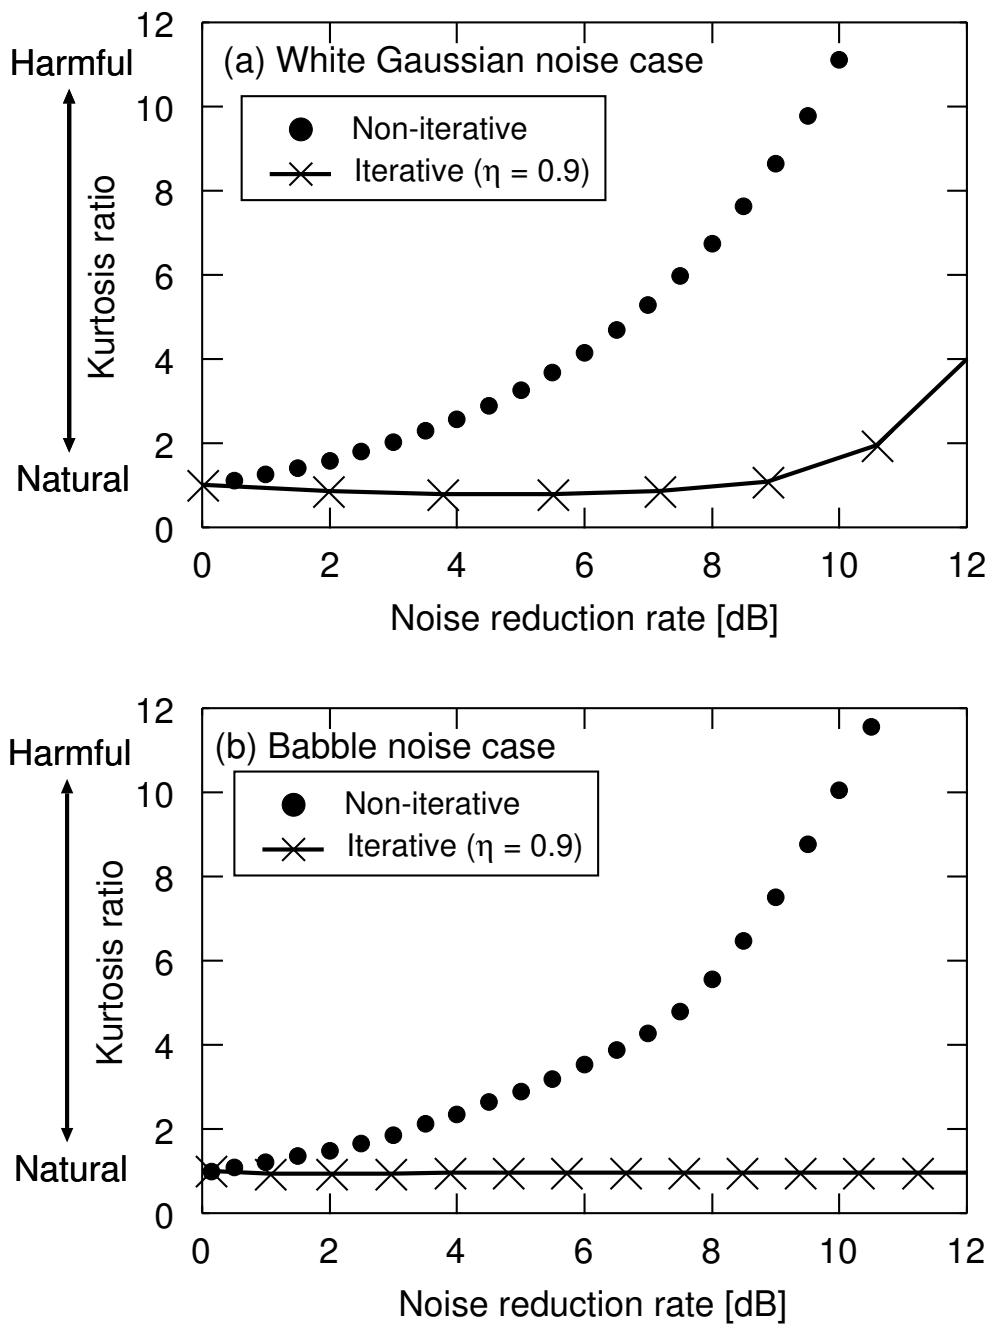 12
Harmful
(a) White Gaussian noise case
10
Non-iterative
Iterative (η = 0.9)
8
Kurtosis ratio
6
4
2
Natural
0
0 2 4 6 8 10 12
Noise reduction rate [dB]
12
Harmful
(b) Babble noise case
10
Non-iterative
Iterative (η = 0.9)
8
Kurtosis ratio
6
4
2
Natural
0
0 2 4 6 8 10 12
Noise reduction rate [dB]